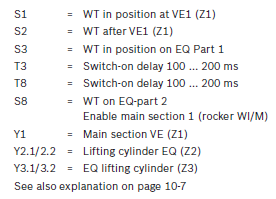 S1 = WT in position at VE1 (Z1)
S2 = WT after VE1 (Z1)
S3 = WT in position on EQ Part 1
T3 = Switch-on delay 100 ... 200 ms
T8 = Switch-on delay 100 ... 200 ms
S8 = WT on EQ-part 2
Enable main section 1 (rocker WI/M)
Y1 = Main section VE (Z1)
Y2.1/2.2 = Lifting cylinder EQ (Z2)
Y3.1/3.2 = EQ lifting cylinder (Z3)
See also explanation on page 10-7